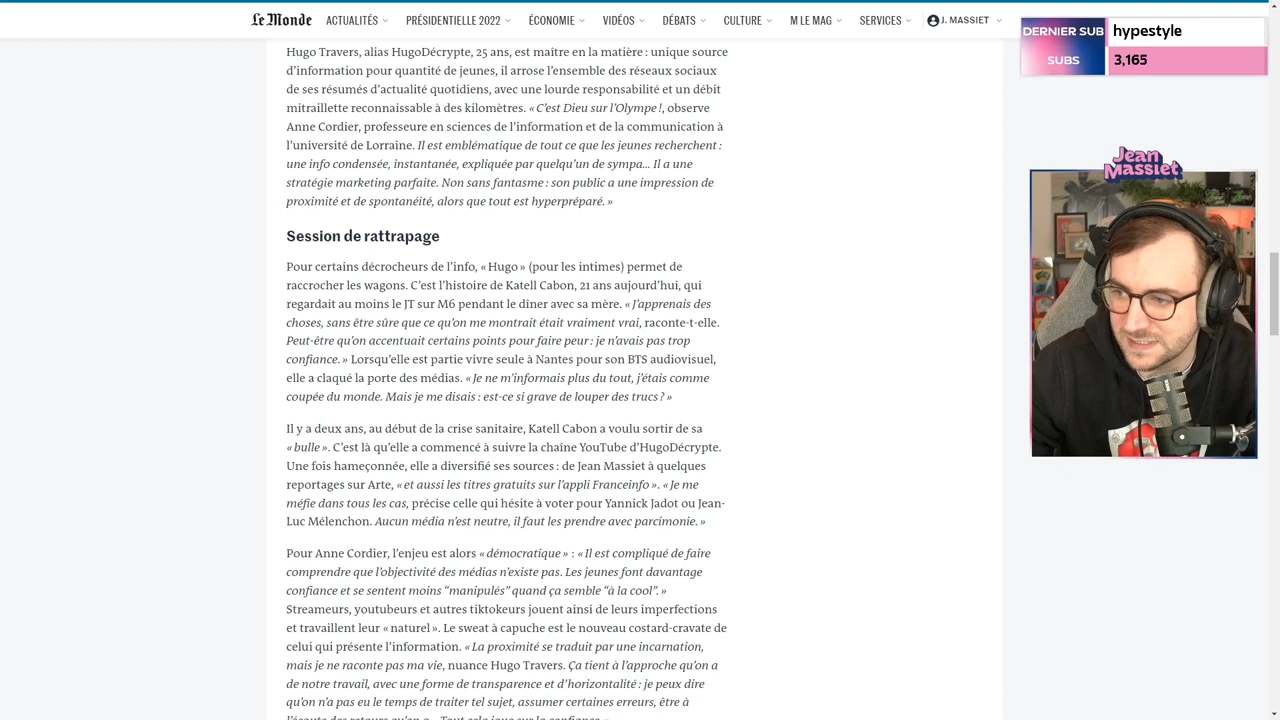 Le Monde
ACTUALITÉS
PRÉSIDENTIELLE 2022
ÉCONOMIE
VIDÉOS
DÉBATS
CULTURE
M LE MAG
SERVICES
J. MASSIET
DERNIER SUB
hypestyle
SUBS
3,165
Jean
Massiet
Hugo Travers, alias HugoDécrypte, 25 ans, est maître en la matière : unique source
d’information pour quantité de jeunes, il arrose l’ensemble des réseaux sociaux
de ses résumés d’actualité quotidiens, avec une lourde responsabilité et un débit
mitraillette reconnaissable à des kilomètres. « C’est Dieu sur l’Olympe !, observe
Anne Cordier, professeure en sciences de l’information et de la communication à
l’université de Lorraine. Il est emblématique de tout ce que les jeunes recherchent :
une info condensée, instantanée, expliquée par quelqu’un de sympa… Il a une
stratégie marketing parfaite. Non sans fantasme : son public a une impression de
proximité et de spontanéité, alors que tout est hyperpréparé. »
Session de rattrapage
Pour certains décrocheurs de l’info, « Hugo » (pour les intimes) permet de
raccrocher les wagons. C’est l’histoire de Katell Cabon, 21 ans aujourd’hui, qui
regardait au moins le JT sur M6 pendant le dîner avec sa mère. « J’apprenais des
choses, sans être sûre que ce qu’on me montrait était vraiment vrai, raconte-t-elle.
Peut-être qu’on accentuait certains points pour faire peur : je n’avais pas trop
confiance. » Lorsqu’elle est partie vivre seule à Nantes pour son BTS audiovisuel,
elle a claqué la porte des médias. « Je ne m’informais plus du tout, j’étais comme
coupée du monde. Mais je me disais : est-ce si grave de louper des trucs ? »
Il y a deux ans, au début de la crise sanitaire, Katell Cabon a voulu sortir de sa
« bulle ». C’est là qu’elle a commencé à suivre la chaîne YouTube d’HugoDécrypte.
Une fois hameçonnée, elle a diversifié ses sources : de Jean Massiet à quelques
reportages sur Arte, « et aussi les titres gratuits sur l’appli Franceinfo ». « Je me
méfie dans tous les cas, précise celle qui hésite à voter pour Yannick Jadot ou Jean-
Luc Mélenchon. Aucun média n’est neutre, il faut les prendre avec parcimonie. »
Pour Anne Cordier, l’enjeu est alors « démocratique » : « Il est compliqué de faire
comprendre que l’objectivité des médias n’existe pas. Les jeunes font davantage
confiance et se sentent moins “manipulés” quand ça semble “à la cool”. »
Streameurs, youtubeurs et autres tiktokeurs jouent ainsi de leurs imperfections
et travaillent leur « naturel ». Le sweat à capuche est le nouveau costard-cravate de
celui qui présente l’information. « La proximité se traduit par une incarnation,
mais je ne raconte pas ma vie, nuance Hugo Travers. Ça tient à l’approche qu’on a
de notre travail, avec une forme de transparence et d’horizontalité : je peux dire
qu’on n’a pas eu le temps de traiter tel sujet, assumer certaines erreurs, être à
l’écoute des retours qu’on a… Tout cela joue sur la confiance. »